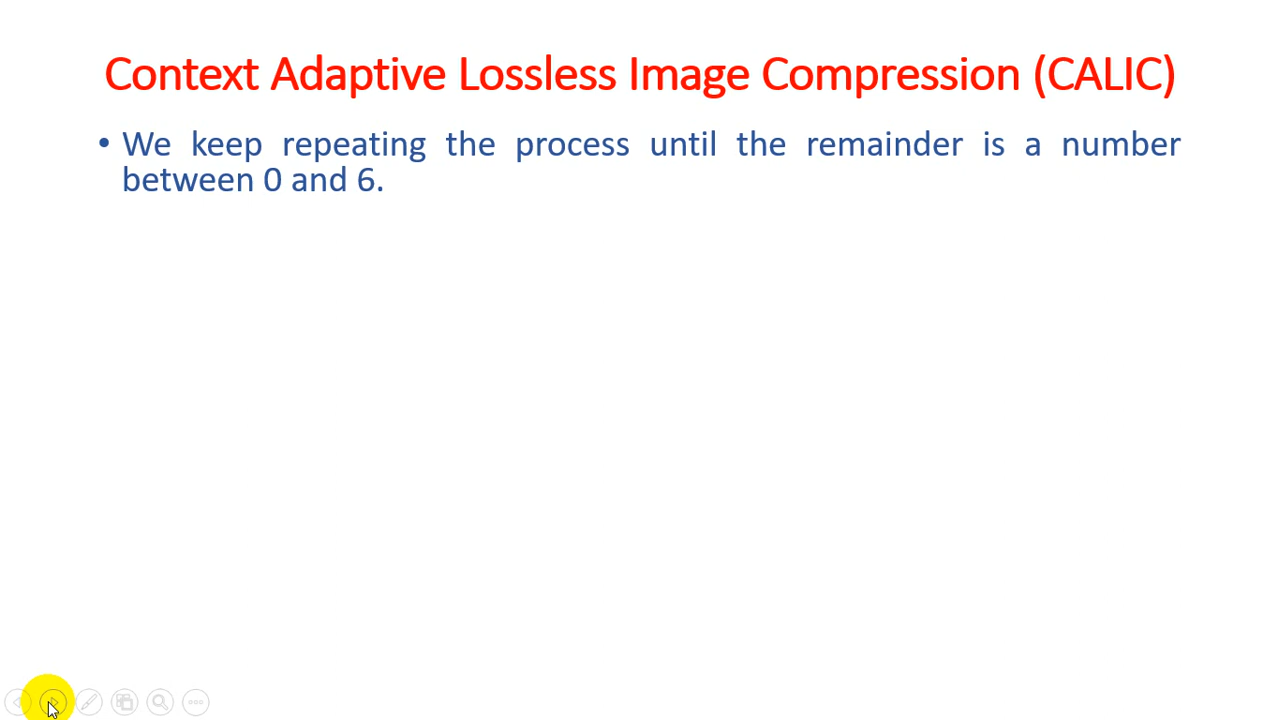 Context Adaptive Lossless Image Compression (CALIC)
• We keep repeating the process until the remainder is a number
between 0 and 6.